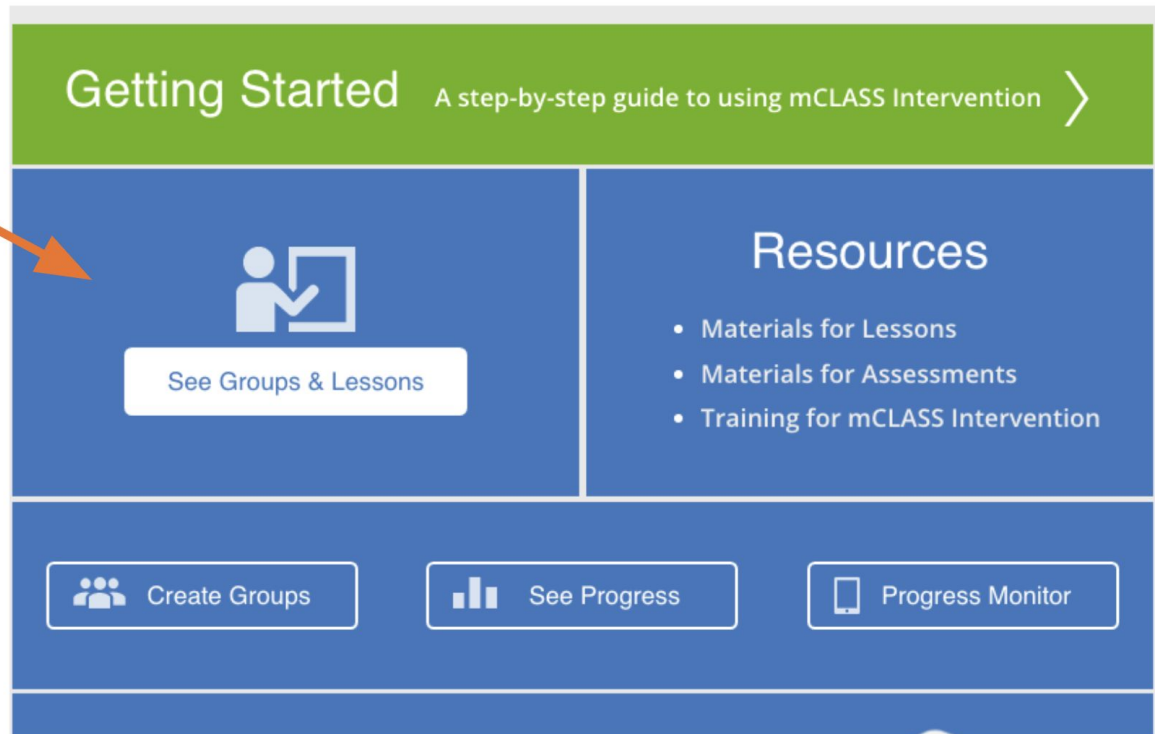 Getting Started A step-by-step guide to using mCLASS Intervention
See Groups & Lessons
Resources
• Materials for Lessons
• Materials for Assessments
• Training for mCLASS Intervention
Create Groups
See Progress
Progress Monitor